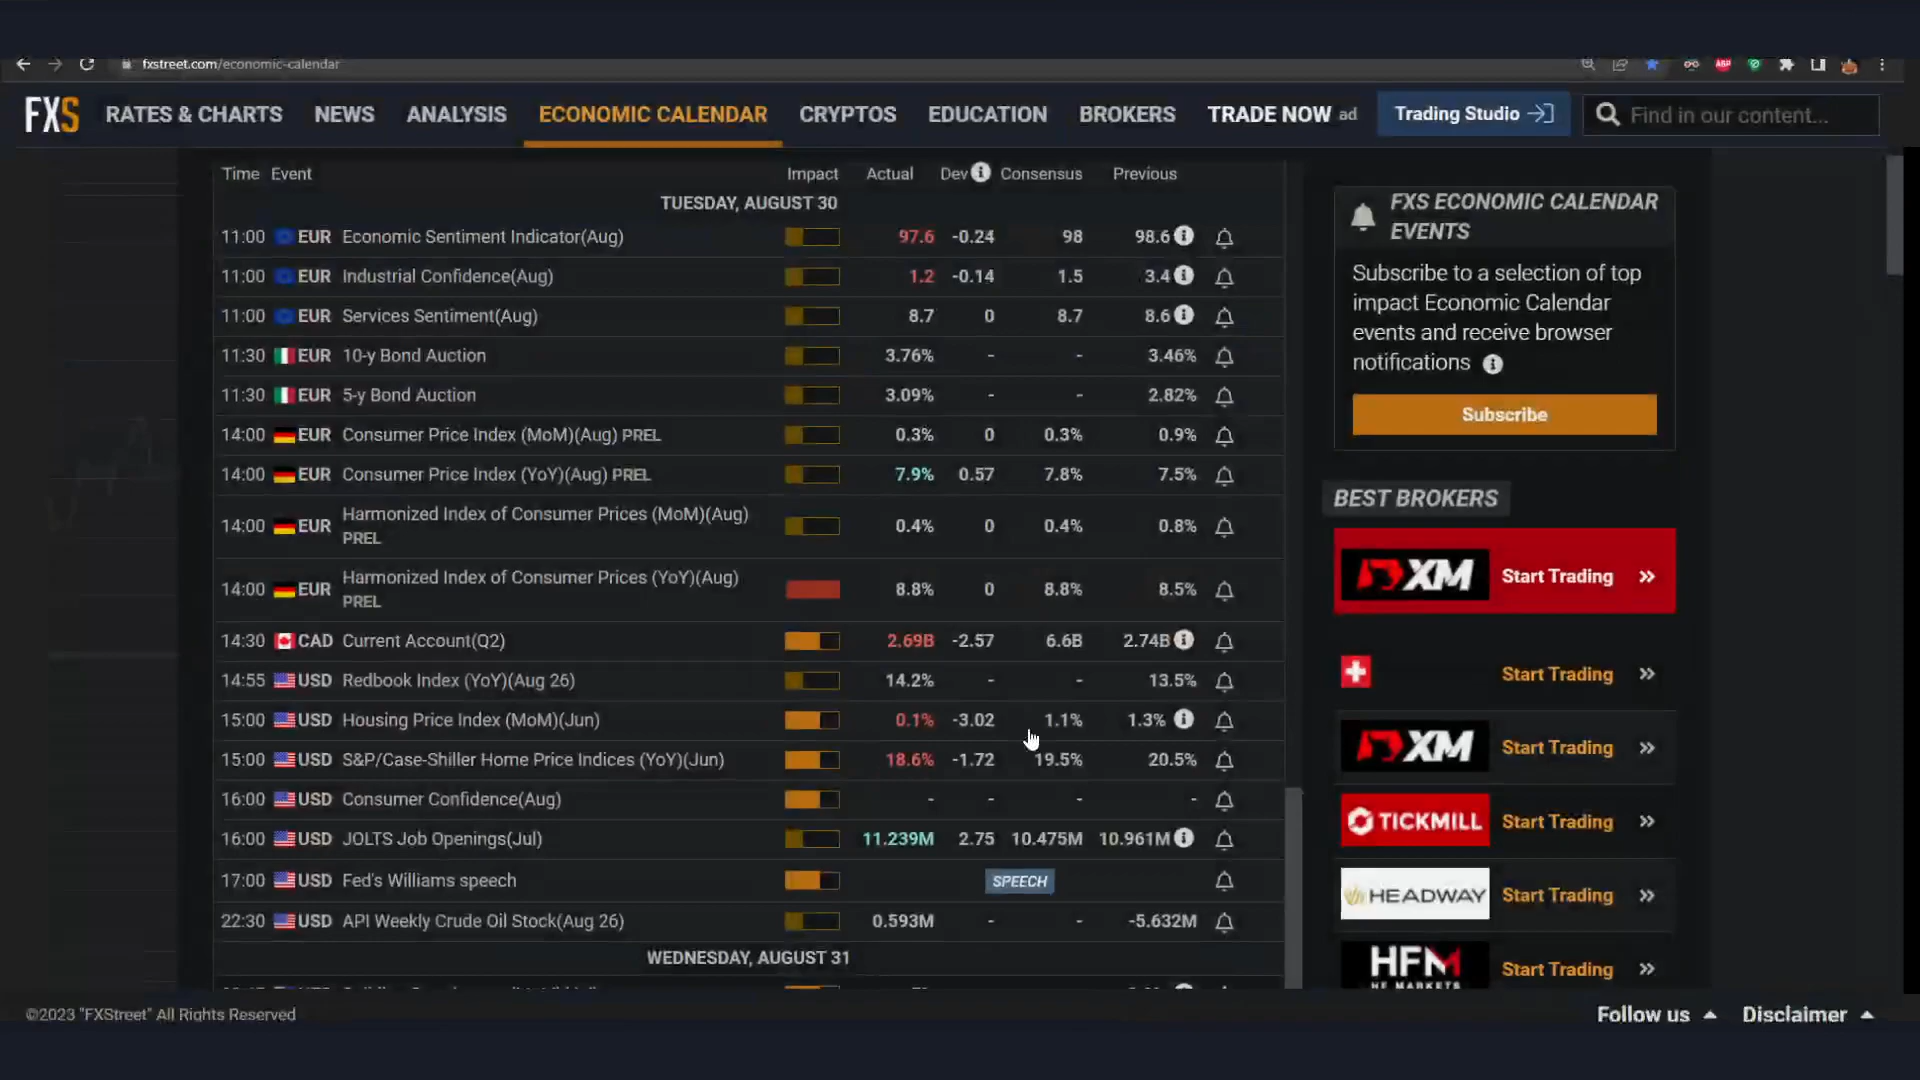 fxstreet.com/economic-calendar
ABP
FXS RATES & CHARTS NEWS ANALYSIS ECONOMIC CALENDAR CRYPTOS EDUCATION BROKERS TRADE NOW ad Trading Studio Find in our content...
Time Event Impact Actual Dev Consensus Previous
TUESDAY, AUGUST 30
11:00 EUR Economic Sentiment Indicator(Aug) 97.6 -0.24 98 98.6
11:00 EUR Industrial Confidence(Aug) 1.2 -0.14 1.5 3.4
11:00 EUR Services Sentiment(Aug) 8.7 0 8.7 8.6
11:30 EUR 10-y Bond Auction 3.76% - - 3.46%
11:30 EUR 5-y Bond Auction 3.09% - - 2.82%
14:00 EUR Consumer Price Index (MoM)(Aug) PREL 0.3% 0 0.3% 0.9%
14:00 EUR Consumer Price Index (YoY)(Aug) PREL 7.9% 0.57 7.8% 7.5%
Harmonized Index of Consumer Prices (MoM)(Aug)
14:00 EUR PREL 0.4% 0 0.4% 0.8%
Harmonized Index of Consumer Prices (YoY)(Aug)
14:00 EUR PREL 8.8% 0 8.8% 8.5%
14:30 CAD Current Account(Q2) 2.69B -2.57 6.6B 2.74B
14:55 USD Redbook Index (YoY)(Aug 26) 14.2% - - 13.5%
15:00 USD Housing Price Index (MoM)(Jun) 0.1% -3.02 1.1% 1.3%
15:00 USD S&P/Case-Shiller Home Price Indices (YoY)(Jun) 18.6% -1.72 19.5% 20.5%
16:00 USD Consumer Confidence(Aug) - - - -
16:00 USD JOLTS Job Openings(Jul) 11.239M 2.75 10.475M 10.961M
17:00 USD Fed's Williams speech SPEECH
22:30 USD API Weekly Crude Oil Stock(Aug 26) 0.593M - - -5.632M
WEDNESDAY, AUGUST 31
FXS ECONOMIC CALENDAR
EVENTS
Subscribe to a selection of top
impact Economic Calendar
events and receive browser
notifications
Subscribe
BEST BROKERS
XM Start Trading
Start Trading
XM Start Trading
TICKMILL Start Trading
HEADWAY Start Trading
HFM Start Trading
HF MARKETS
©2023 "FXStreet" All Rights Reserved
Follow us Disclaimer